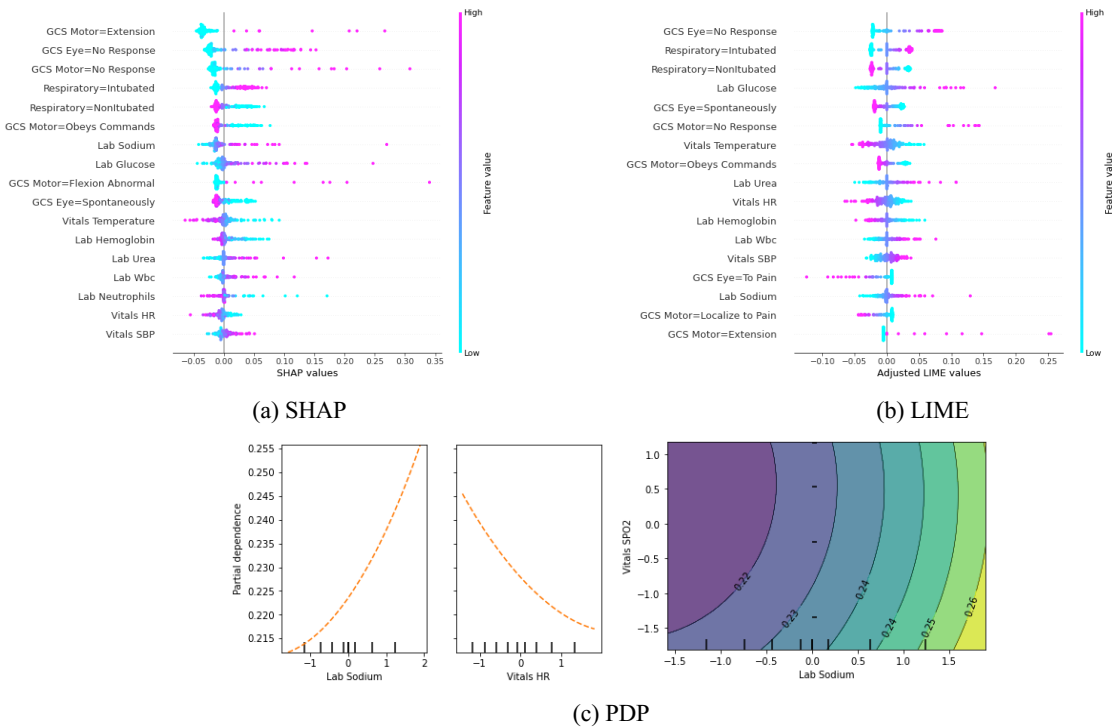 High
GCS Motor=Extension
GCS Eye=No Response
GCS Motor=No Response
Respiratory=Intubated
Respiratory=NonItubated
GCS Motor=Obeys Commands
Lab Sodium
Lab Glucose
GCS Motor=Flexion Abnormal
GCS Eye=Spontaneously
Vitals Temperature
Lab Hemoglobin
Lab Urea
Lab Wbc
Lab Neutrophils
Vitals HR
Vitals SBP
Feature value
Low
−0.05 0.00 0.05 0.10 0.15 0.20 0.25 0.30 0.35
SHAP values
(a) SHAP
High
GCS Eye=No Response
Respiratory=Intubated
Respiratory=NonItubated
Lab Glucose
GCS Eye=Spontaneously
GCS Motor=No Response
Vitals Temperature
GCS Motor=Obeys Commands
Lab Urea
Vitals HR
Lab Hemoglobin
Lab Wbc
Vitals SBP
GCS Eye=To Pain
Lab Sodium
GCS Motor=Localize to Pain
GCS Motor=Extension
Feature value
Low
−0.10 −0.05 0.00 0.05 0.10 0.15 0.20 0.25
Adjusted LIME values
(b) LIME
Partial dependence
0.255
0.250
0.245
0.240
0.235
0.230
0.225
0.220
0.215
−1 0 1 2
Lab Sodium
−1 0 1
Vitals HR
Vitals SPO2
1.0
0.5
0.0
−0.5
−1.0
−1.5
0.22
0.23
0.24
0.24
0.25
0.26
−1.5 −1.0 −0.5 0.0 0.5 1.0 1.5
Lab Sodium
(c) PDP